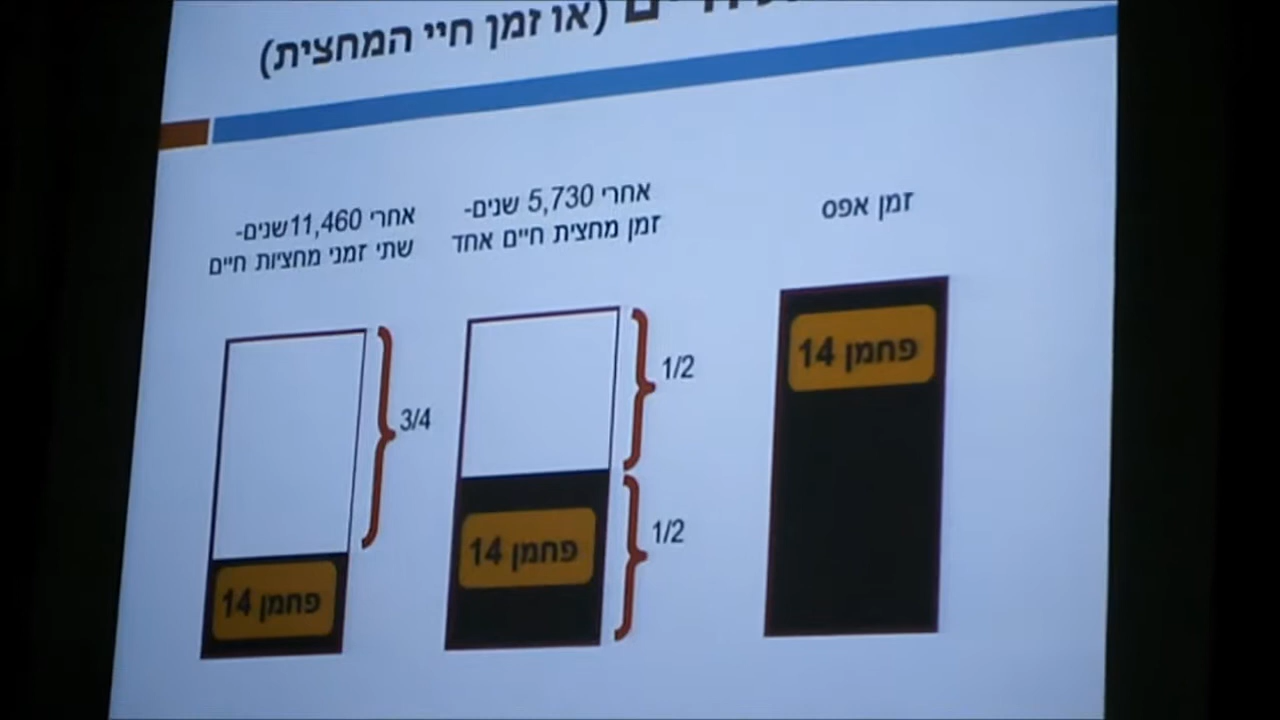 (או זמן חיי המחצית)
זמן אפס
אחרי 5,730 שנים-
זמן מחצית חיים אחד
אחרי 11,460שנים-
שתי זמני מחציות חיים
פחמן 14
1/2
פחמן 14
1/2
3/4
פחמן 14